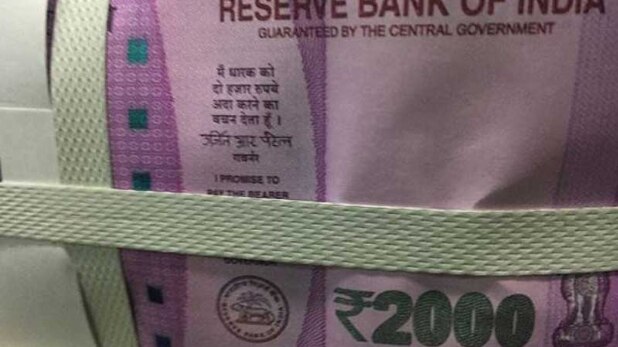 RESERVE BANK OF INDIA
GUARANTEED BY THE CENTRAL GOVERNMENT
मैं धारक को
दो हज़ार रुपये
अदा करने का
वचन देता हूँ ।
उर्जित आर पटेल
गवर्नर
I PROMISE TO
PAY THE BEARER
₹2000